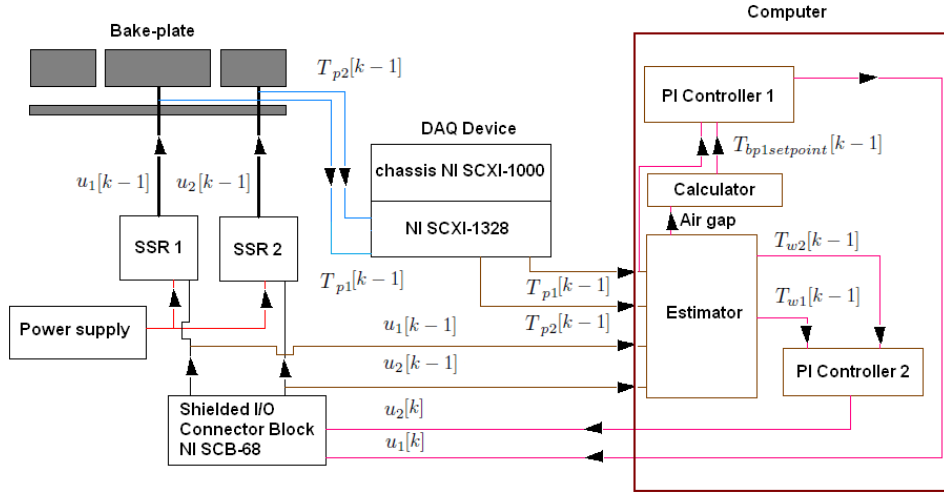 Computer
Bake-plate
T_{p2}[k − 1]
PI Controller 1
DAQ Device
T_{bp1setpoint}[k − 1]
chassis NI SCXI-1000
u_1[k − 1]
u_2[k − 1]
Calculator
NI SCXI-1328
Air gap
SSR 1
SSR 2
T_{w2}[k − 1]
T_{p1}[k − 1]
T_{p1}[k − 1]
T_{w1}[k − 1]
Estimator
Power supply
u_1[k − 1]
T_{p2}[k − 1]
u_2[k − 1]
PI Controller 2
Shielded I/O
Connector Block
NI SCB-68
u_2[k]
u_1[k]